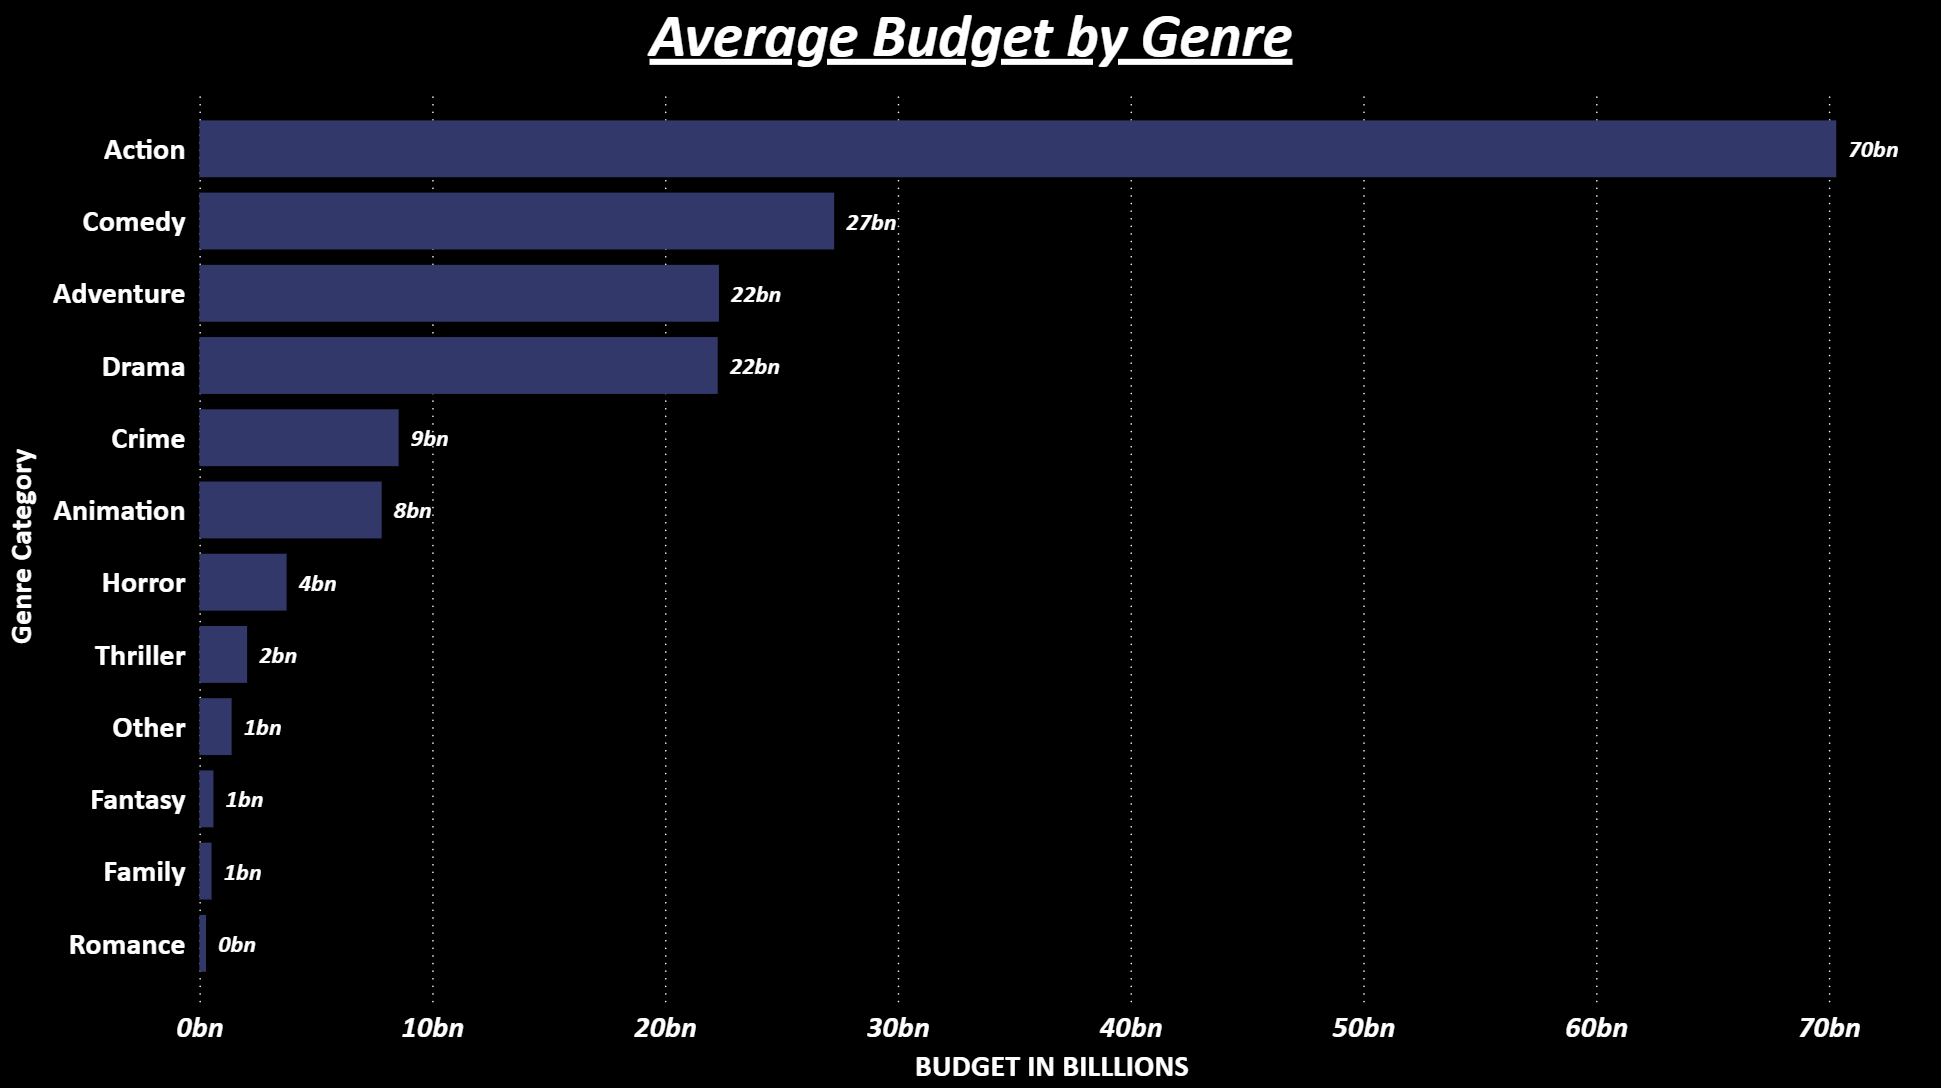 Average Budget by Genre
Action 70bn
Comedy 27bn
Adventure 22bn
Drama 22bn
Crime 9bn
Animation 8bn
Horror 4bn
Thriller 2bn
Other 1bn
Fantasy 1bn
Family 1bn
Romance 0bn
Genre Category
0bn 10bn 20bn 30bn 40bn 50bn 60bn 70bn
BUDGET IN BILLLIONS